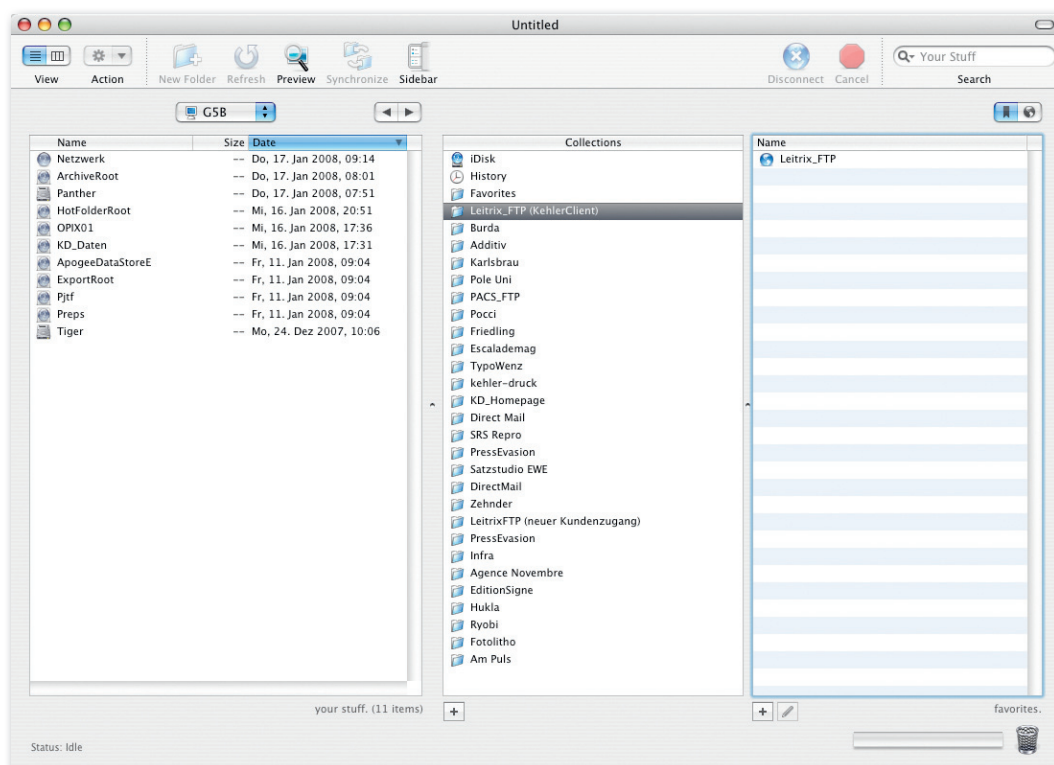 Untitled
View Action New Folder Refresh Preview Synchronize Sidebar Disconnect Cancel Your Stuff Search
G5B
Name Size Date
Netzwerk -- Do, 17. Jan 2008, 09:14
ArchiveRoot -- Do, 17. Jan 2008, 08:01
Panther -- Do, 17. Jan 2008, 07:51
HotFolderRoot -- Mi, 16. Jan 2008, 20:51
OPIX01 -- Mi, 16. Jan 2008, 17:36
KD_Daten -- Mi, 16. Jan 2008, 17:31
ApogeeDataStoreE -- Fr, 11. Jan 2008, 09:04
ExportRoot -- Fr, 11. Jan 2008, 09:04
Pjtf -- Fr, 11. Jan 2008, 09:04
Preps -- Fr, 11. Jan 2008, 09:04
Tiger -- Mo, 24. Dez 2007, 10:06
your stuff. (11 items)
Collections
iDisk
History
Favorites
Leitrix_FTP (KehlerClient)
Burda
Additiv
Karlsbrau
Pole Uni
PACS_FTP
Pocci
Friedling
Escalademag
TypoWenz
kehler-druck
KD_Homepage
Direct Mail
SRS Repro
PressEvasion
Satzstudio EWE
DirectMail
Zehnder
LeitrixFTP (neuer Kundenzugang)
PressEvasion
Infra
Agence Novembre
EditionSigne
Hukla
Ryobi
Fotolitho
Am Puls
Name
Leitrix_FTP
favorites.
Status: Idle